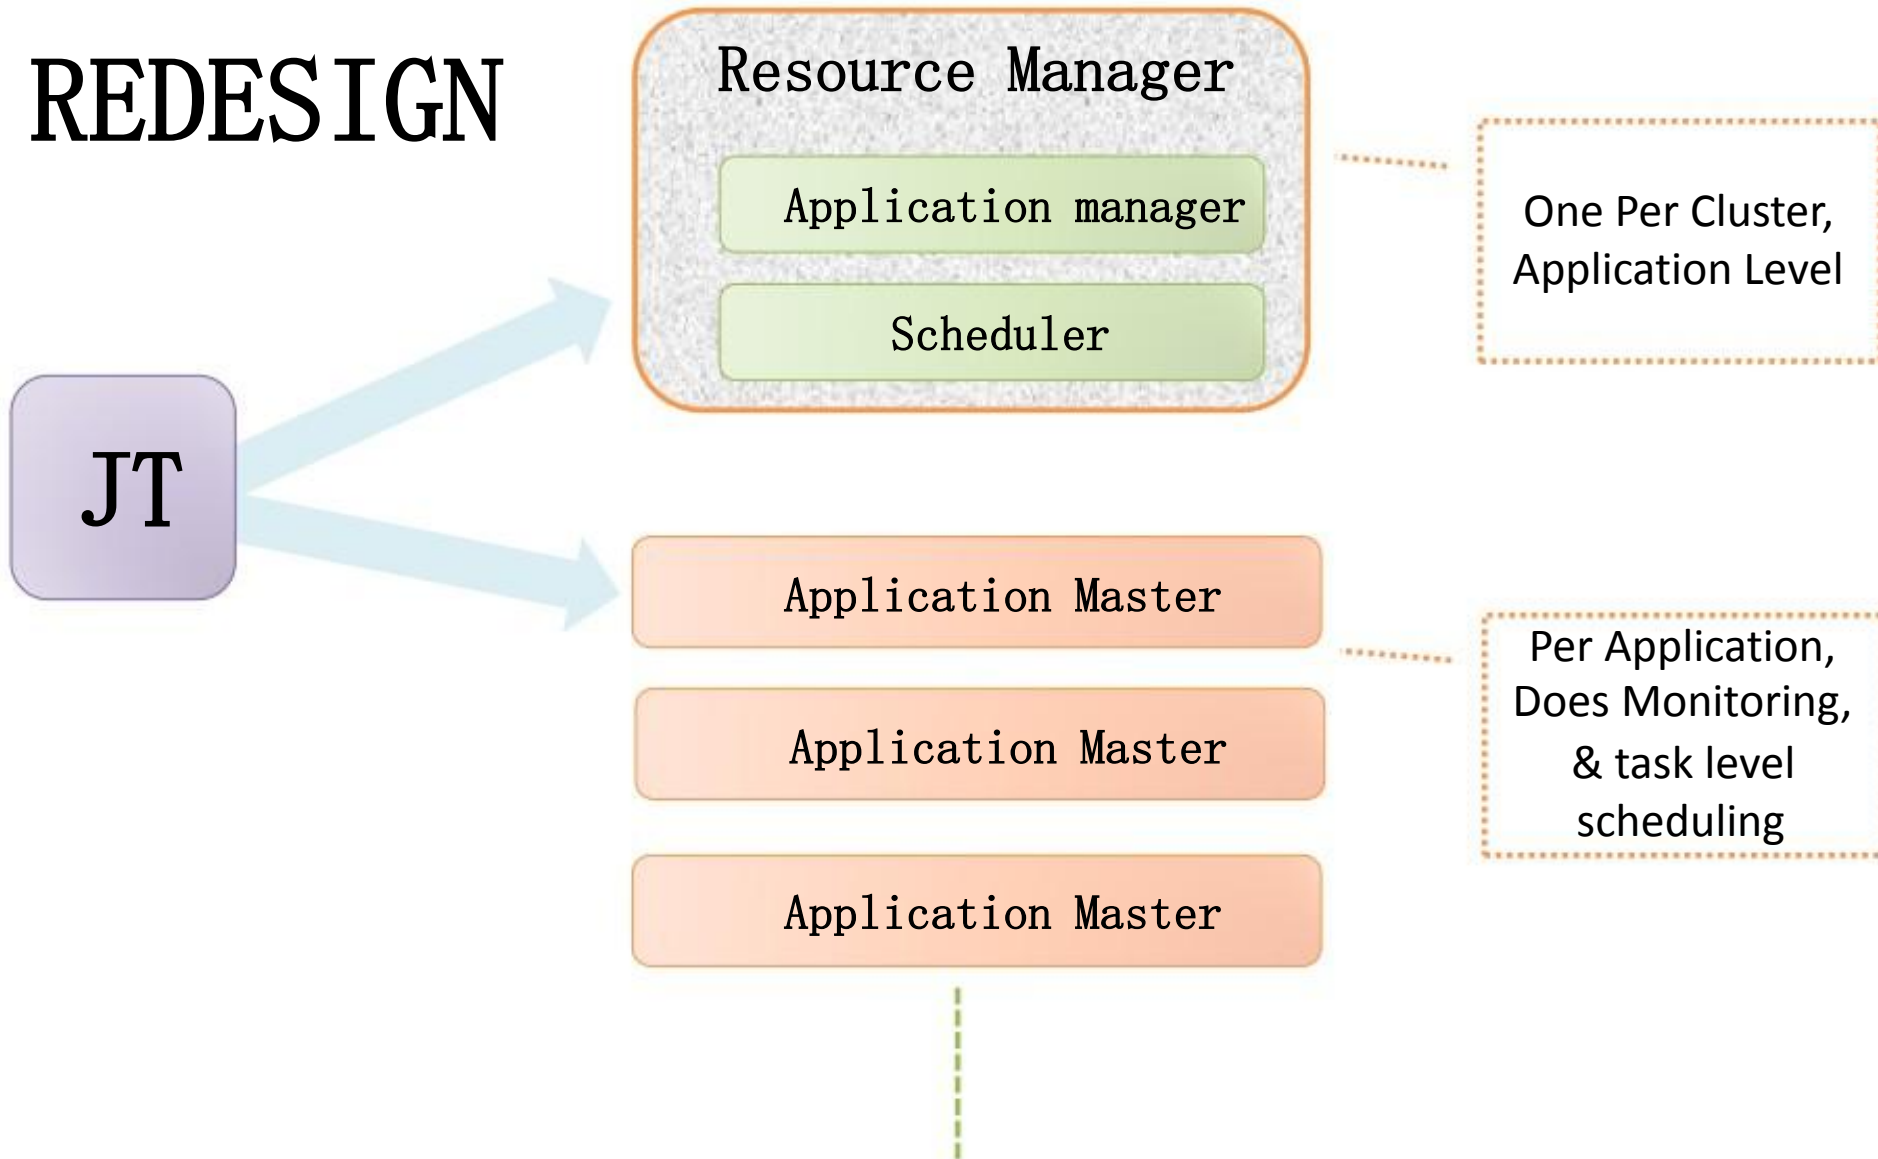 REDESIGN
Resource Manager
Application manager
Scheduler
One Per Cluster,
Application Level
JT
Application Master
Application Master
Application Master
Per Application,
Does Monitoring,
& task level
scheduling